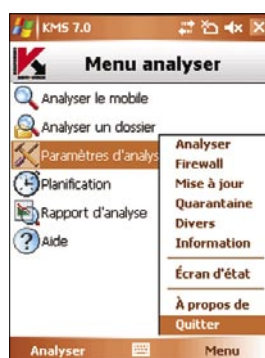 KMS 7.0
Menu analyser
Analyser le mobile
Analyser un dossier
Paramètres d'analys
Planification
Rapport d'analyse
Aide
Analyser
Firewall
Mise à jour
Quarantaine
Divers
Information
Écran d'état
À propos de
Quitter
Analyser
Menu